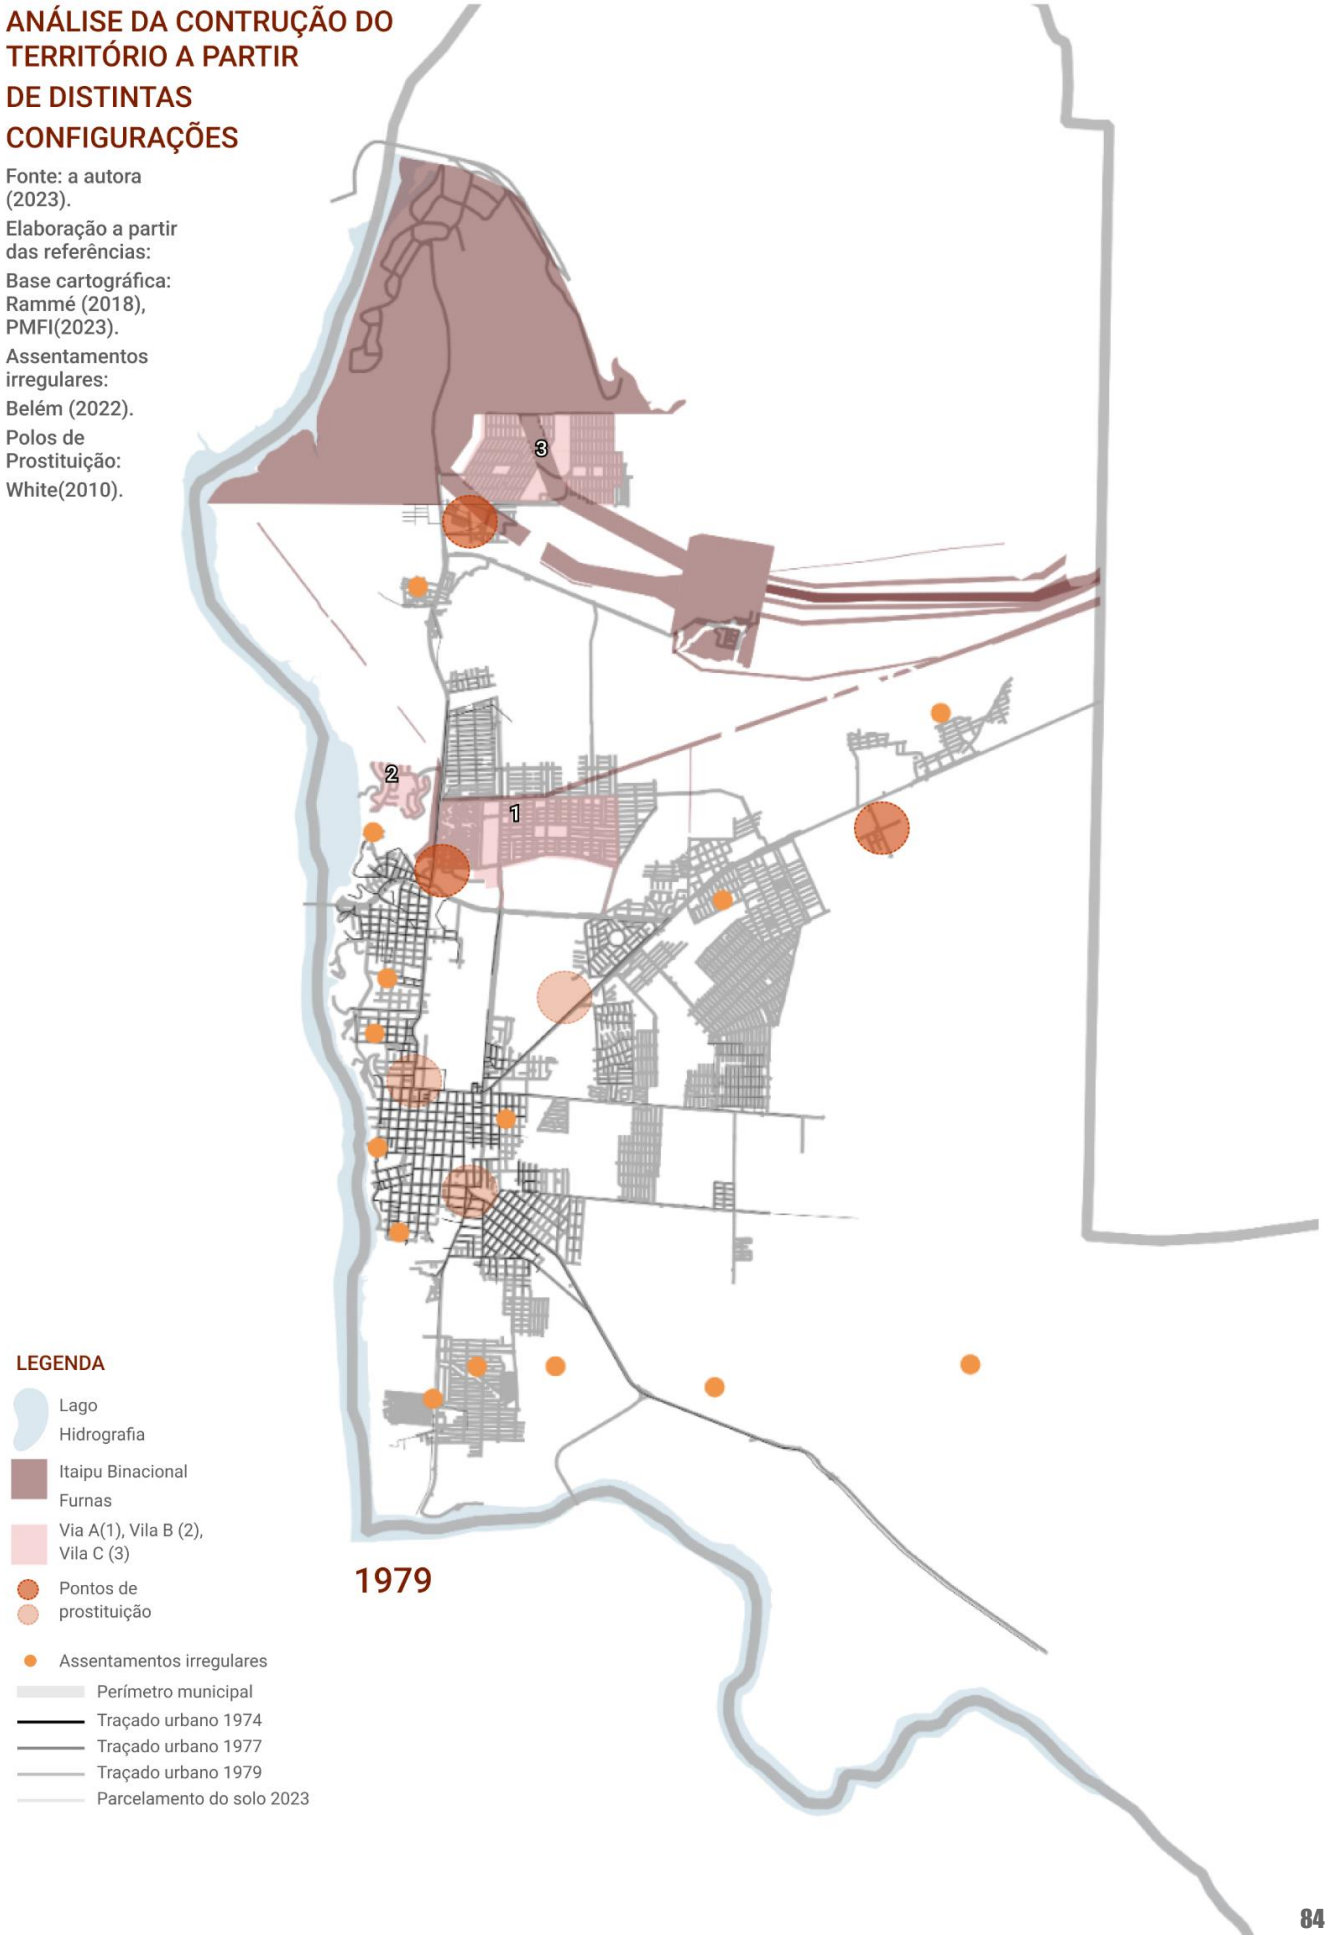 ANÁLISE DA CONTRUÇÃO DO
TERRITÓRIO A PARTIR
DE DISTINTAS
CONFIGURAÇÕES
Fonte: a autora
(2023).
Elaboração a partir
das referências:
Base cartográfica:
Rammé (2018),
PMFI(2023).
Assentamentos
irregulares:
Belém (2022).
Polos de
Prostituição:
White(2010).
3
2
1
LEGENDA
Lago
Hidrografia
Itaipu Binacional
Furnas
Via A(1), Vila B (2),
Vila C (3)
Pontos de
prostituição
Assentamentos irregulares
Perímetro municipal
Traçado urbano 1974
Traçado urbano 1977
Traçado urbano 1979
Parcelamento do solo 2023
1979
84